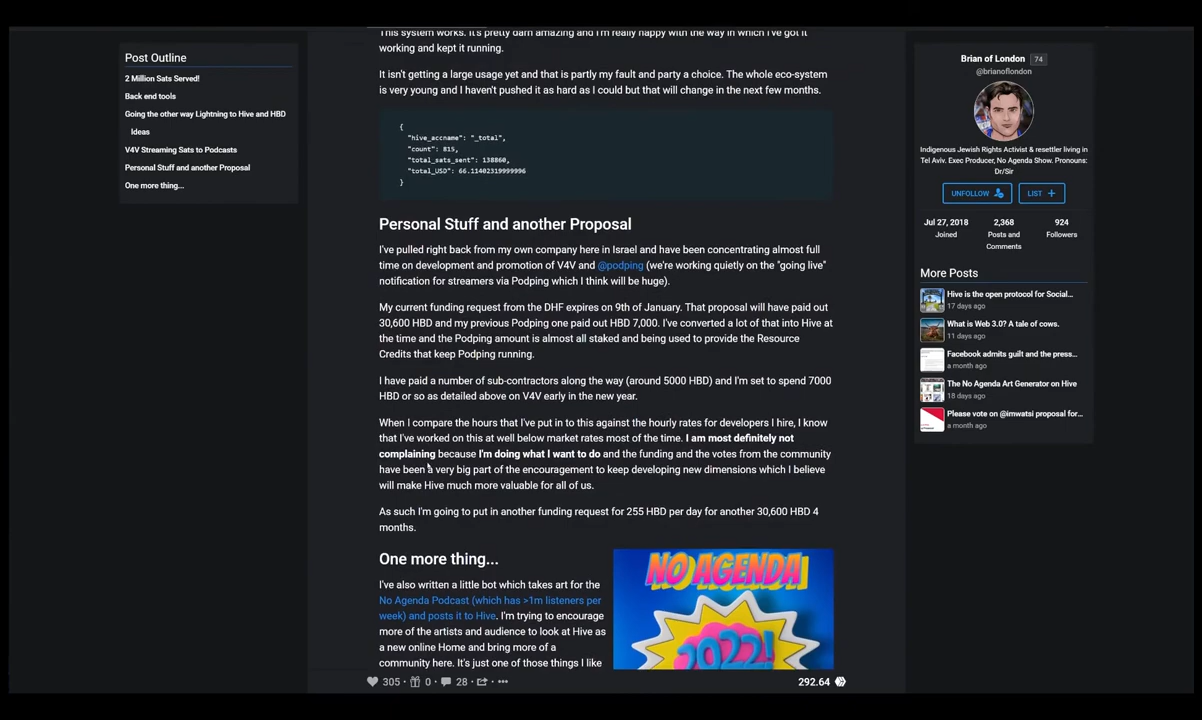 Post Outline
2 Million Sats Served!
Back end tools
Going the other way Lightning to Hive and HBD
Ideas
V4V Streaming Sats to Podcasts
Personal Stuff and another Proposal
One more thing...
This system works. It's pretty darn amazing and I'm really happy with the way in which I've got it
working and kept it running.
It isn't getting a large usage yet and that is partly my fault and party a choice. The whole eco-system
is very young and I haven't pushed it as hard as I could but that will change in the next few months.
{
"hive_accname": "_total",
"count": 815,
"total_sats_sent": 138860,
"total_USD": 66.11402319999996
}
Personal Stuff and another Proposal
I've pulled right back from my own company here in Israel and have been concentrating almost full
time on development and promotion of V4V and @podping (we're working quietly on the "going live"
notification for streamers via Podping which I think will be huge).
My current funding request from the DHF expires on 9th of January. That proposal will have paid out
30,600 HBD and my previous Podping one paid out HBD 7,000. I've converted a lot of that into Hive at
the time and the Podping amount is almost all staked and being used to provide the Resource
Credits that keep Podping running.
I have paid a number of sub-contractors along the way (around 5000 HBD) and I'm set to spend 7000
HBD or so as detailed above on V4V early in the new year.
When I compare the hours that I've put in to this against the hourly rates for developers I hire, I know
that I've worked on this at well below market rates most of the time. I am most definitely not
complaining because I'm doing what I want to do and the funding and the votes from the community
have been a very big part of the encouragement to keep developing new dimensions which I believe
will make Hive much more valuable for all of us.
As such I'm going to put in another funding request for 255 HBD per day for another 30,600 HBD 4
months.
One more thing...
I've also written a little bot which takes art for the
No Agenda Podcast (which has >1m listeners per
week) and posts it to Hive. I'm trying to encourage
more of the artists and audience to look at Hive as
a new online Home and bring more of a
community here. It's just one of those things I like
NO AGENDA
2022!
305
0
28
292.64
Brian of London 74
@brianoflondon
Indigenous Jewish Rights Activist & resettler living in
Tel Aviv. Exec Producer, No Agenda Show. Pronouns:
Dr/Sir
UNFOLLOW
LIST +
Jul 27, 2018 2,368 924
Joined Posts and Followers
Comments
More Posts
Hive is the open protocol for Social...
17 days ago
What is Web 3.0? A tale of cows.
11 days ago
Facebook admits guilt and the press...
a month ago
The No Agenda Art Generator on Hive
18 days ago
Please vote on @imwatsi proposal for...
a month ago